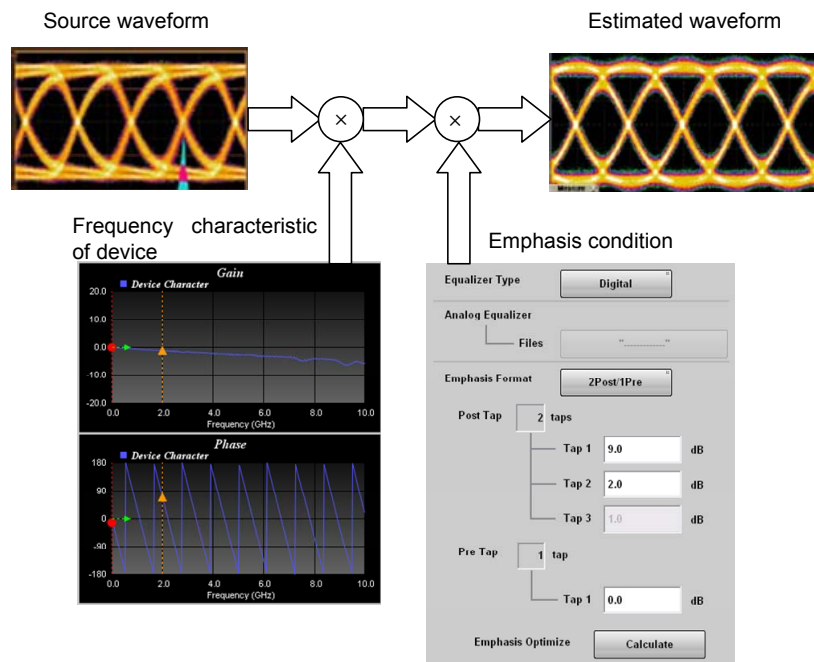 Source waveform
Estimated waveform
×
×
Measure
Frequency characteristic
of device
Emphasis condition
Gain
Device Character
20.0
10.0
0.0
-10.0
-20.0
0.0 2.0 4.0 6.0 8.0 10.0
Frequency (GHz)
Phase
Device Character
180
90
0
-90
-180
0.0 2.0 4.0 6.0 8.0 10.0
Frequency (GHz)
Equalizer Type Digital
Analog Equalizer
Files "-------------"
Emphasis Format 2Post/1Pre
Post Tap 2 taps
Tap 1 9.0 dB
Tap 2 2.0 dB
Tap 3 1.0 dB
Pre Tap 1 tap
Tap 1 0.0 dB
Emphasis Optimize Calculate